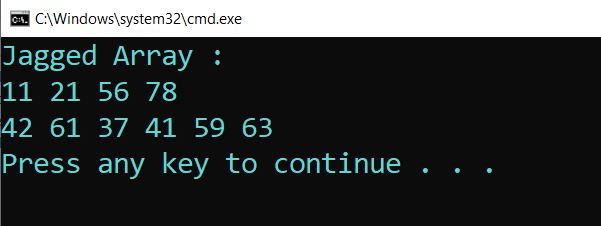 C:\Windows\system32\cmd.exe
Jagged Array :
11 21 56 78
42 61 37 41 59 63
Press any key to continue . . .